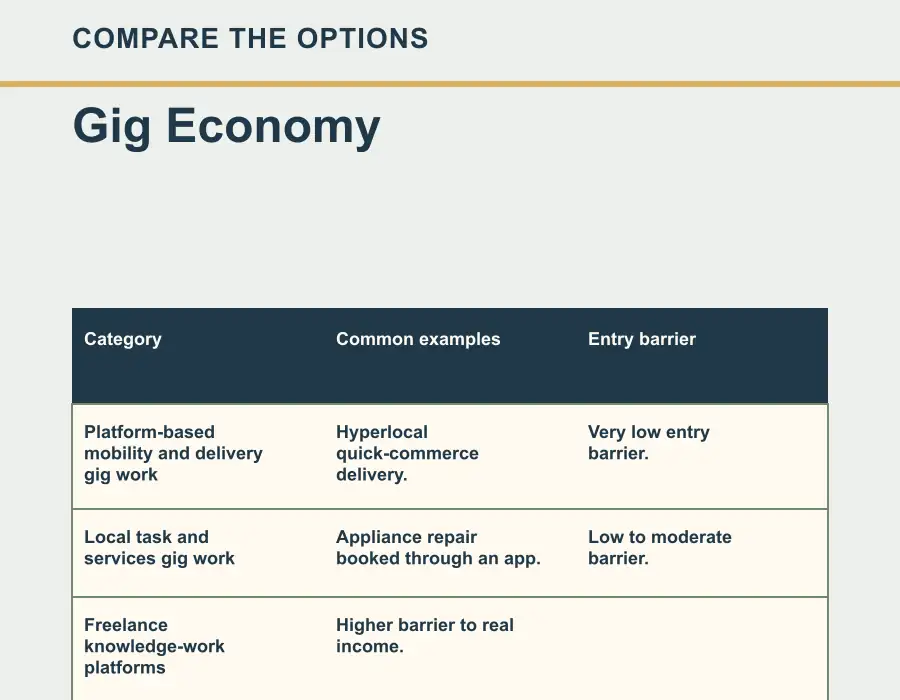 COMPARE THE OPTIONS
Gig Economy
Category
Common examples
Entry barrier
Platform-based
mobility and delivery
gig work
Hyperlocal
quick-commerce
delivery.
Very low entry
barrier.
Local task and
services gig work
Appliance repair
booked through an app.
Low to moderate
barrier.
Freelance
knowledge-work
platforms
Higher barrier to real
income.